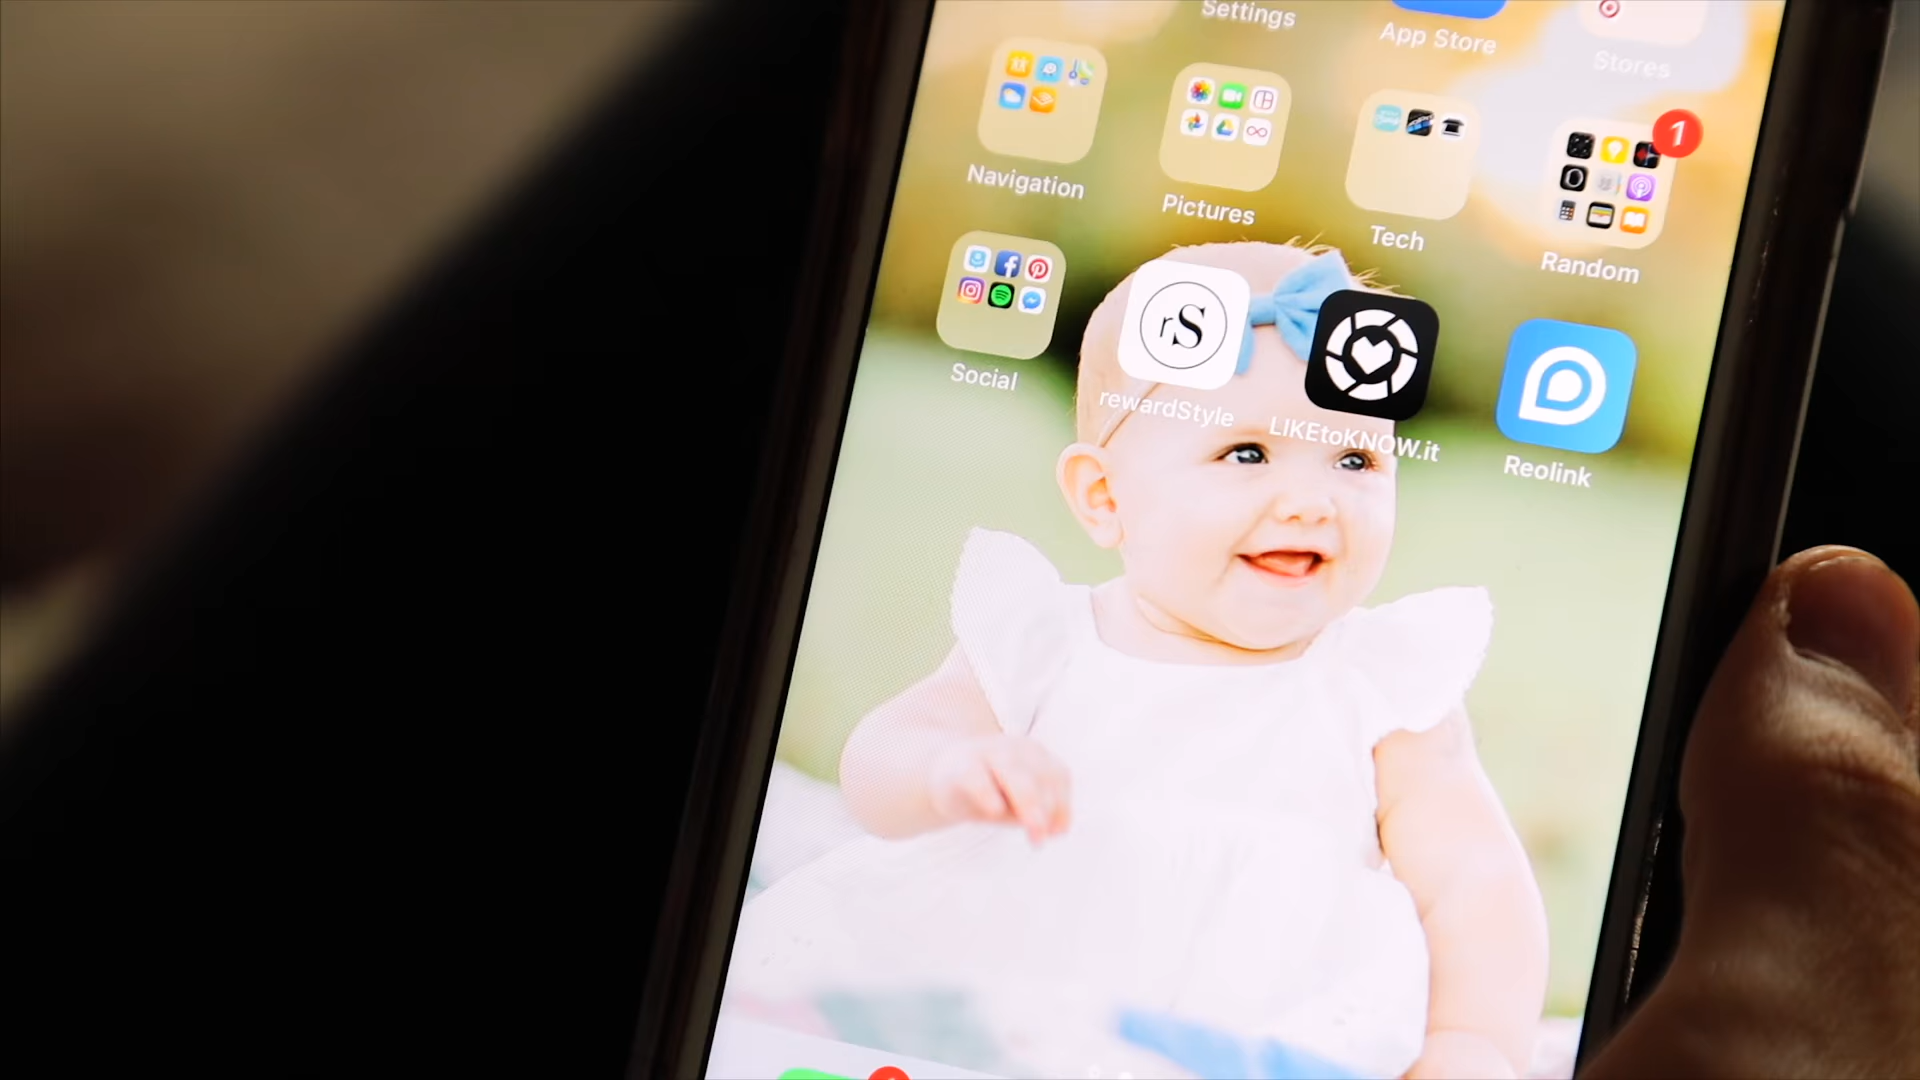 Settings
App Store
Stores
Navigation
Pictures
Tech
1
Random
Social
rS
rewardStyle
LIKEtoKNOW.it
Reolink